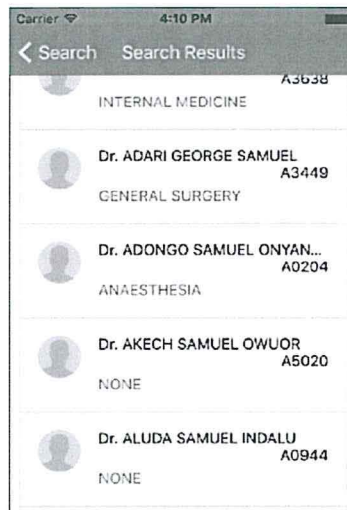 Carrier 4:10 PM
Search Search Results
A3638
INTERNAL MEDICINE
Dr. ADARI GEORGE SAMUEL
A3449
GENERAL SURGERY
Dr. ADONGO SAMUEL ONYAN...
A0204
ANAESTHESIA
Dr. AKECH SAMUEL OWUOR
A5020
NONE
Dr. ALUDA SAMUEL INDALU
A0944
NONE